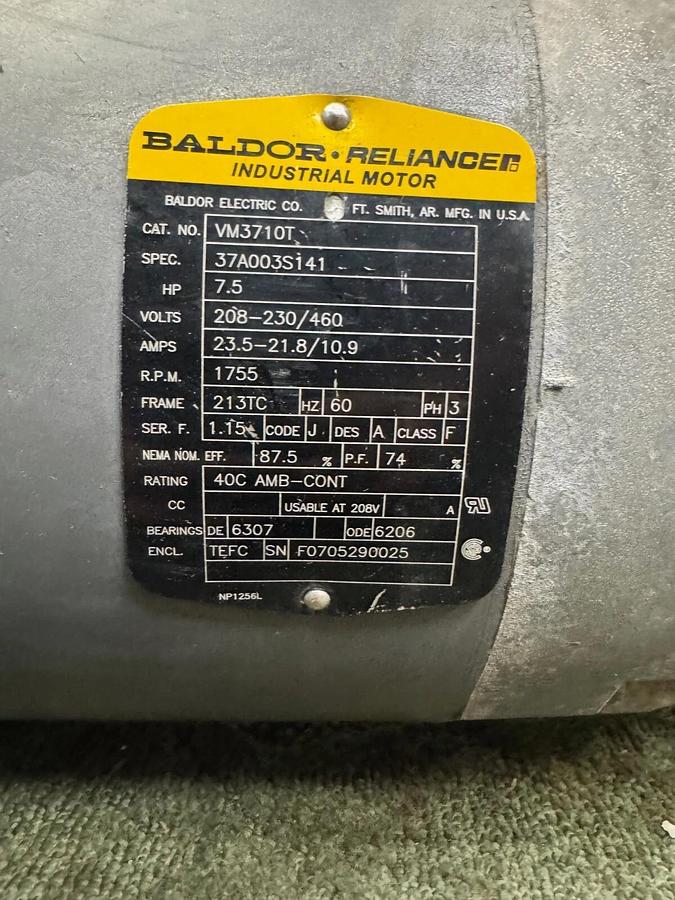 BALDOR • RELIANCE
INDUSTRIAL MOTOR
BALDOR ELECTRIC CO. FT. SMITH, AR. MFG. IN U.S.A.
CAT. NO. VM3710T
SPEC. 37A003S141
HP 7.5
VOLTS 208-230/460
AMPS 23.5-21.8/10.9
R.P.M. 1755
FRAME 213TC HZ 60 PH 3
SER. F. 1.15 CODE J DES A CLASS F
NEMA NOM. EFF. 87.5 % P.F. 74 %
RATING 40C AMB-CONT
CC USABLE AT 208V A
BEARINGS DE 6307 ODE 6206
ENCL. TEFC SN F0705290025
NP1256L